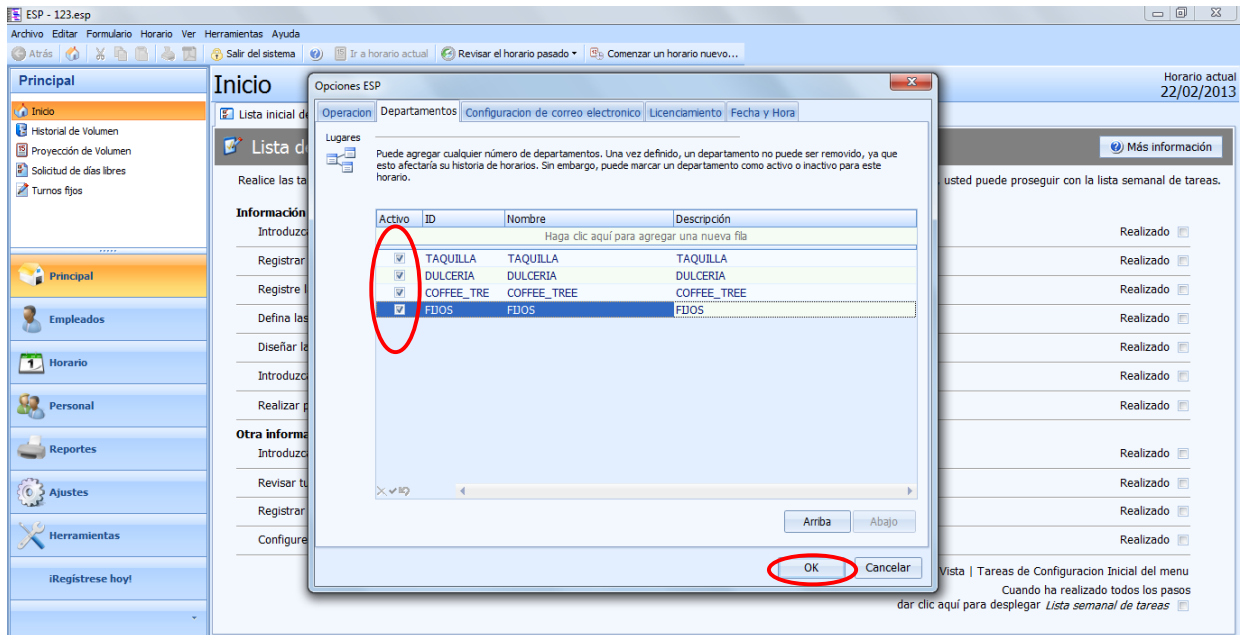 ESP - 123.esp
Archivo Editar Formulario Horario Ver Herramientas Ayuda
Atrás Salir del sistema Ir a horario actual Revisar el horario pasado Comenzar un horario nuevo...
Principal
Inicio
Historial de Volumen
Proyección de Volumen
Solicitud de días libres
Turnos fijos
Principal
Empleados
Horario
Personal
Reportes
Ajustes
Herramientas
¡Regístrese hoy!
Inicio
Horario actual
22/02/2013
Lista inicial d
Lista d
Más información
Realice las ta
usted puede proseguir con la lista semanal de tareas.
Información
Introduzc Realizado
Registrar Realizado
Registre l Realizado
Defina las Realizado
Diseñar la Realizado
Introduzc Realizado
Realizar p Realizado
Otra informa
Introduzc Realizado
Revisar tu Realizado
Registrar Realizado
Configure Realizado
Vista | Tareas de Configuracion Inicial del menu
Cuando ha realizado todos los pasos
dar clic aquí para desplegar Lista semanal de tareas
Opciones ESP
Operacion Departamentos Configuracion de correo electronico Licenciamiento Fecha y Hora
Lugares
Puede agregar cualquier número de departamentos. Una vez definido, un departamento no puede ser removido, ya que
esto afectaría su historia de horarios. Sin embargo, puede marcar un departamento como activo o inactivo para este
horario.
Activo ID Nombre Descripción
Haga clic aquí para agregar una nueva fila
TAQUILLA TAQUILLA TAQUILLA
DULCERIA DULCERIA DULCERIA
COFFEE_TRE COFFEE_TREE COFFEE_TREE
FIJOS FIJOS FIJOS
Arriba Abajo
OK Cancelar